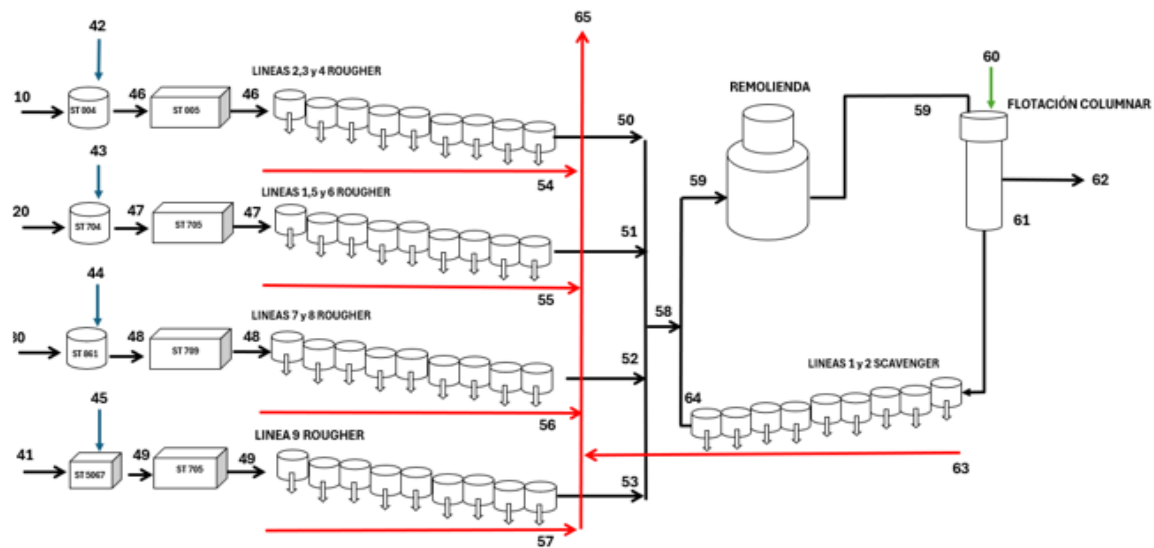 42
65
10
ST 004
46
ST 005
46
LINEAS 2,3 y 4 ROUGHER
50
54
REMOLIENDA
59
60
FLOTACIÓN COLUMNAR
43
20
ST 704
47
ST 705
47
LINEAS 1,5 y 6 ROUGHER
51
55
59
62
61
44
ST 861
48
ST 709
48
LINEAS 7 y 8 ROUGHER
52
56
58
LINEAS 1 y 2 SCAVENGER
64
45
41
ST 5067
49
ST 705
49
LINEA 9 ROUGHER
53
57
63